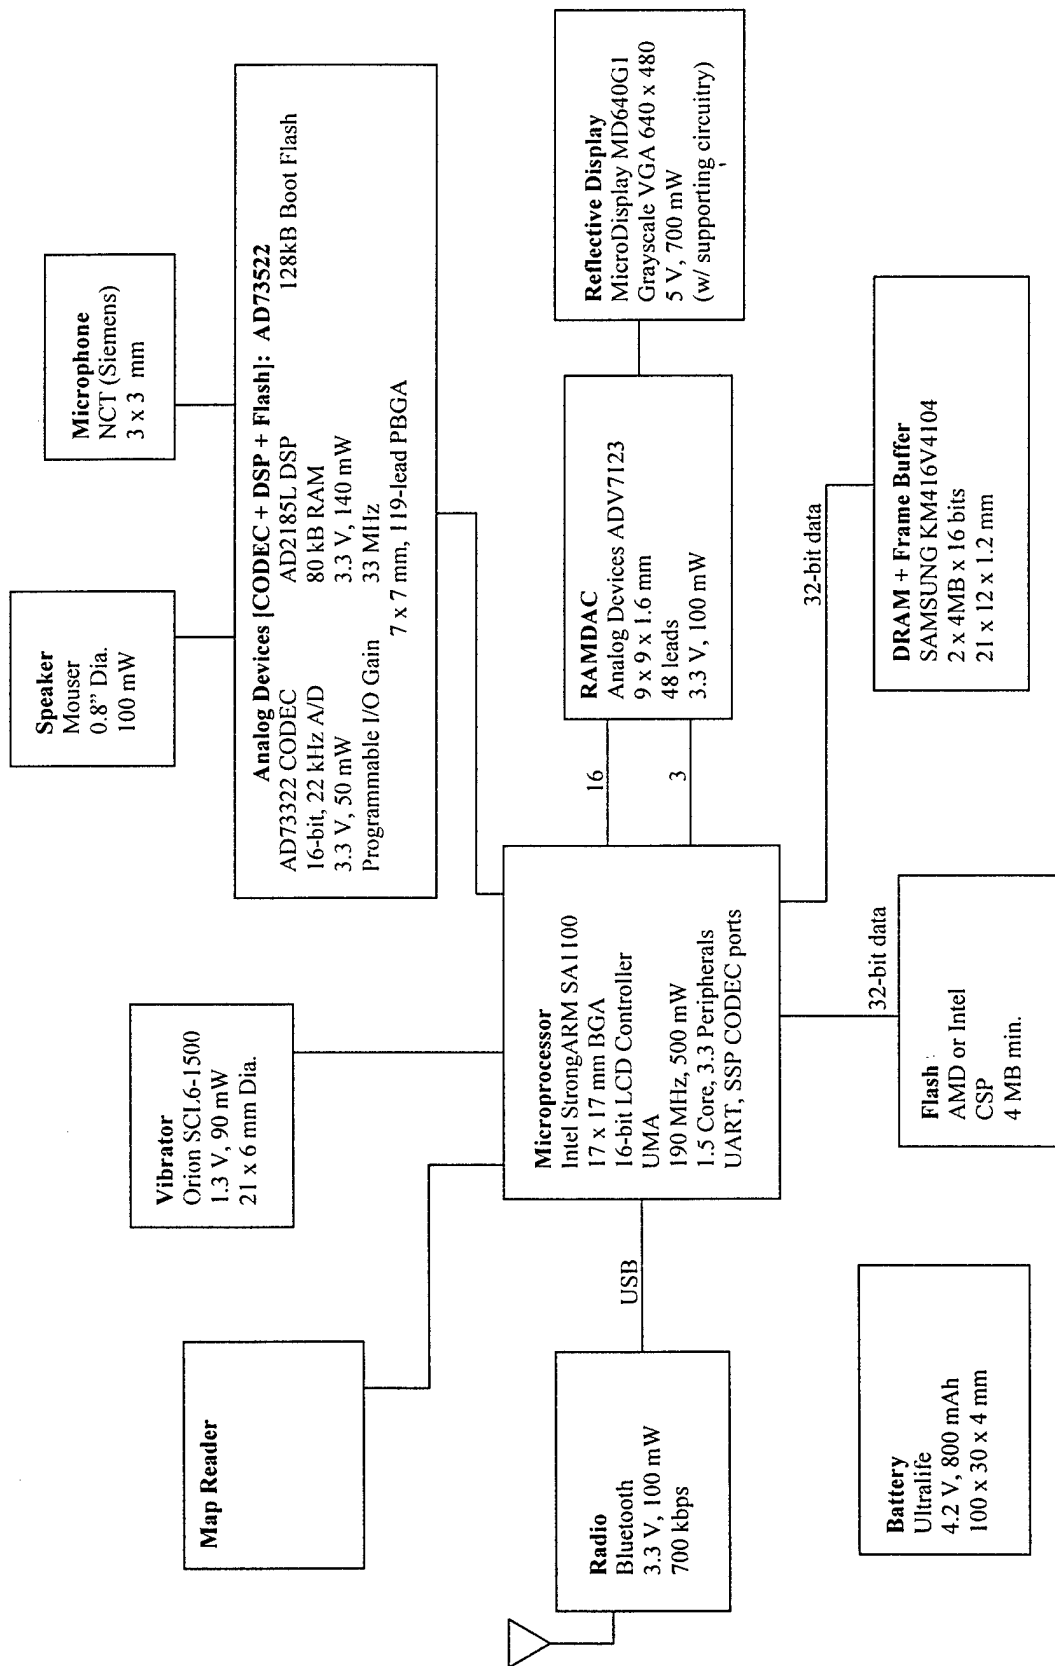 Map Reader
Vibrator
Orion SCI.6-1500
1.3 V, 90 mW
21 x 6 mm Dia.
Speaker
Mouser
0.8" Dia.
100 mW
Microphone
NCT (Siemens)
3 x 3 mm
Analog Devices [CODEC + DSP + Flash]: AD73522
AD73322 CODEC
16-bit, 22 kHz A/D
3.3 V, 50 mW
Programmable I/O Gain
AD2185L DSP
80 kB RAM
3.3 V, 140 mW
33 MHz
7 x 7 mm, 119-lead PBGA
128kB Boot Flash
Radio
Bluetooth
3.3 V, 100 mW
700 kbps
USB
Microprocessor
Intel StrongARM SA1100
17 x 17 mm BGA
16-bit LCD Controller
UMA
190 MHz, 500 mW
1.5 Core, 3.3 Peripherals
UART, SSP CODEC ports
16
3
RAMDAC
Analog Devices ADV7123
9 x 9 x 1.6 mm
48 leads
3.3 V, 100 mW
Reflective Display
MicroDisplay MD640G1
Grayscale VGA 640 x 480
5 V, 700 mW
(w/ supporting circuitry)
Battery
Ultralife
4.2 V, 800 mAh
100 x 30 x 4 mm
32-bit data
Flash
AMD or Intel
CSP
4 MB min.
32-bit data
DRAM + Frame Buffer
SAMSUNG KM416V4104
2 x 4MB x 16 bits
21 x 12 x 1.2 mm